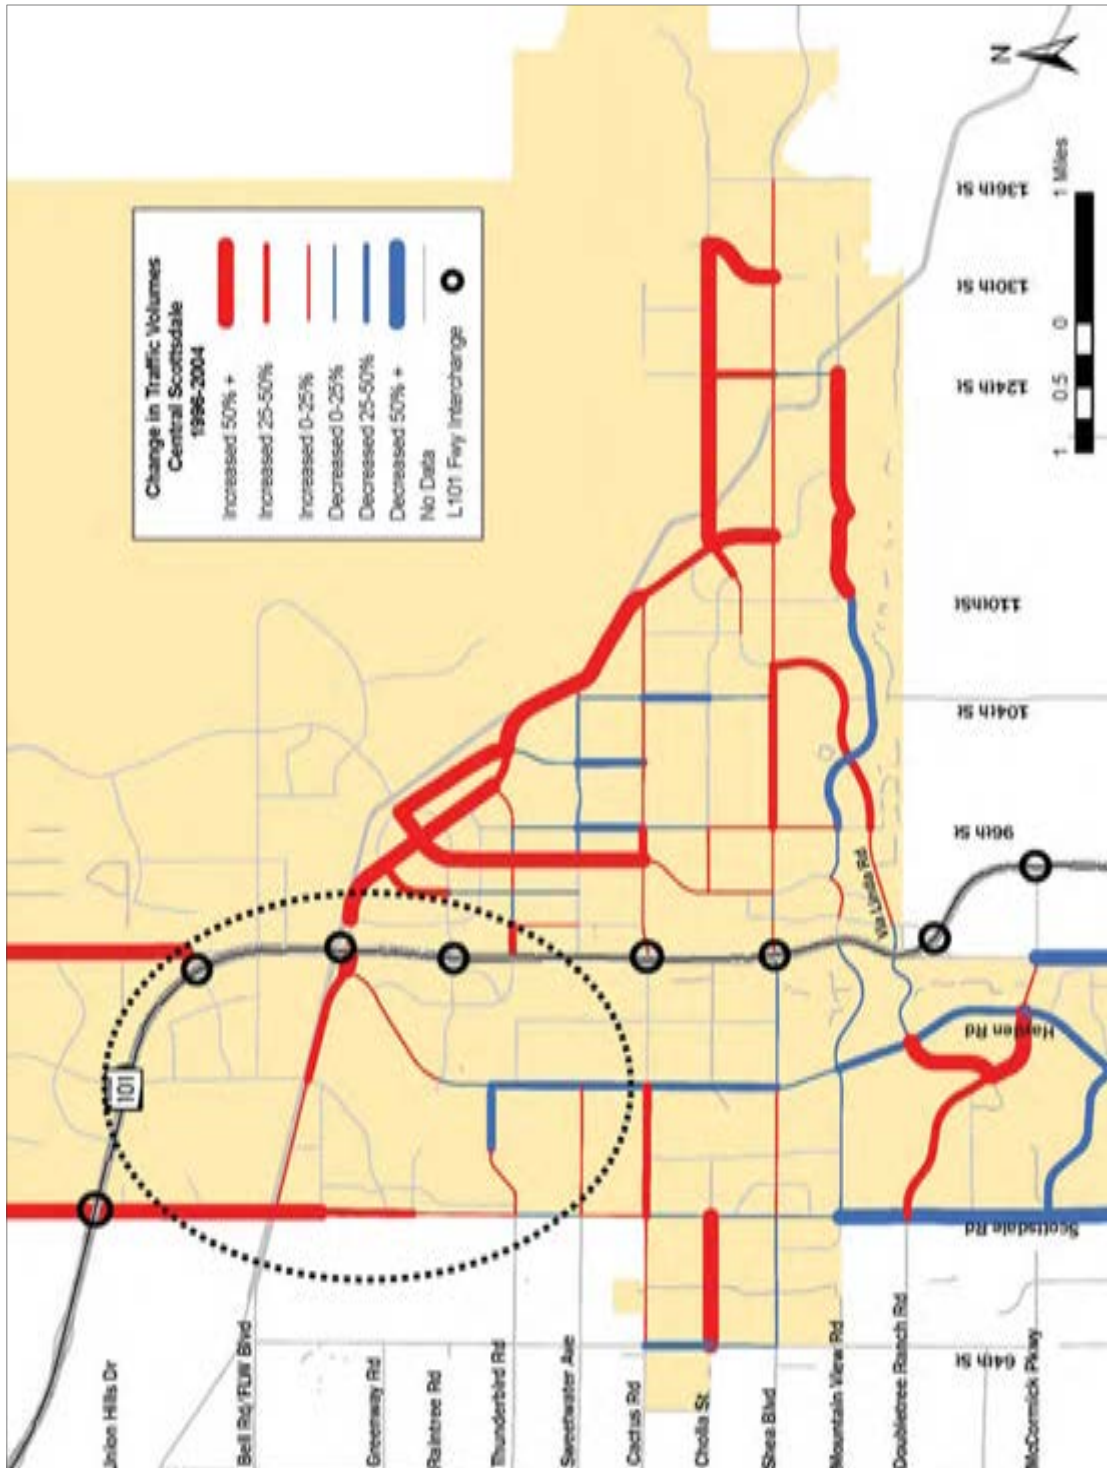 Change in Traffic Volumes
Central Scottsdale
1996-2004
Increased 50% +
Increased 25-50%
Increased 0-25%
Decreased 0-25%
Decreased 25-50%
Decreased 50% +
No Data
L101 Fwy Interchange
N
1 0.5 0 1 Miles
136th St
130th St
124th St
110thSt
104th St
96th St
Via Linda Rd
Hayden Rd
Scottsdale Rd
64th St
101
Union Hills Dr
Bell Rd/FLW Blvd
Greenway Rd
Raintree Rd
Thunderbird Rd
Sweetwater Ave
Cactus Rd
Cholla St
Shea Blvd
Mountain View Rd
Doubletree Ranch Rd
McCormick Pkwy